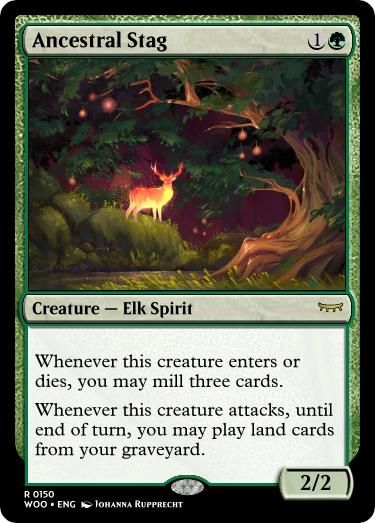 Ancestral Stag 1
Creature — Elk Spirit
Whenever this creature enters or
dies, you may mill three cards.
Whenever this creature attacks, until
end of turn, you may play land cards
from your graveyard.
2/2
R 0150
WOO • ENG Johanna Rupprecht